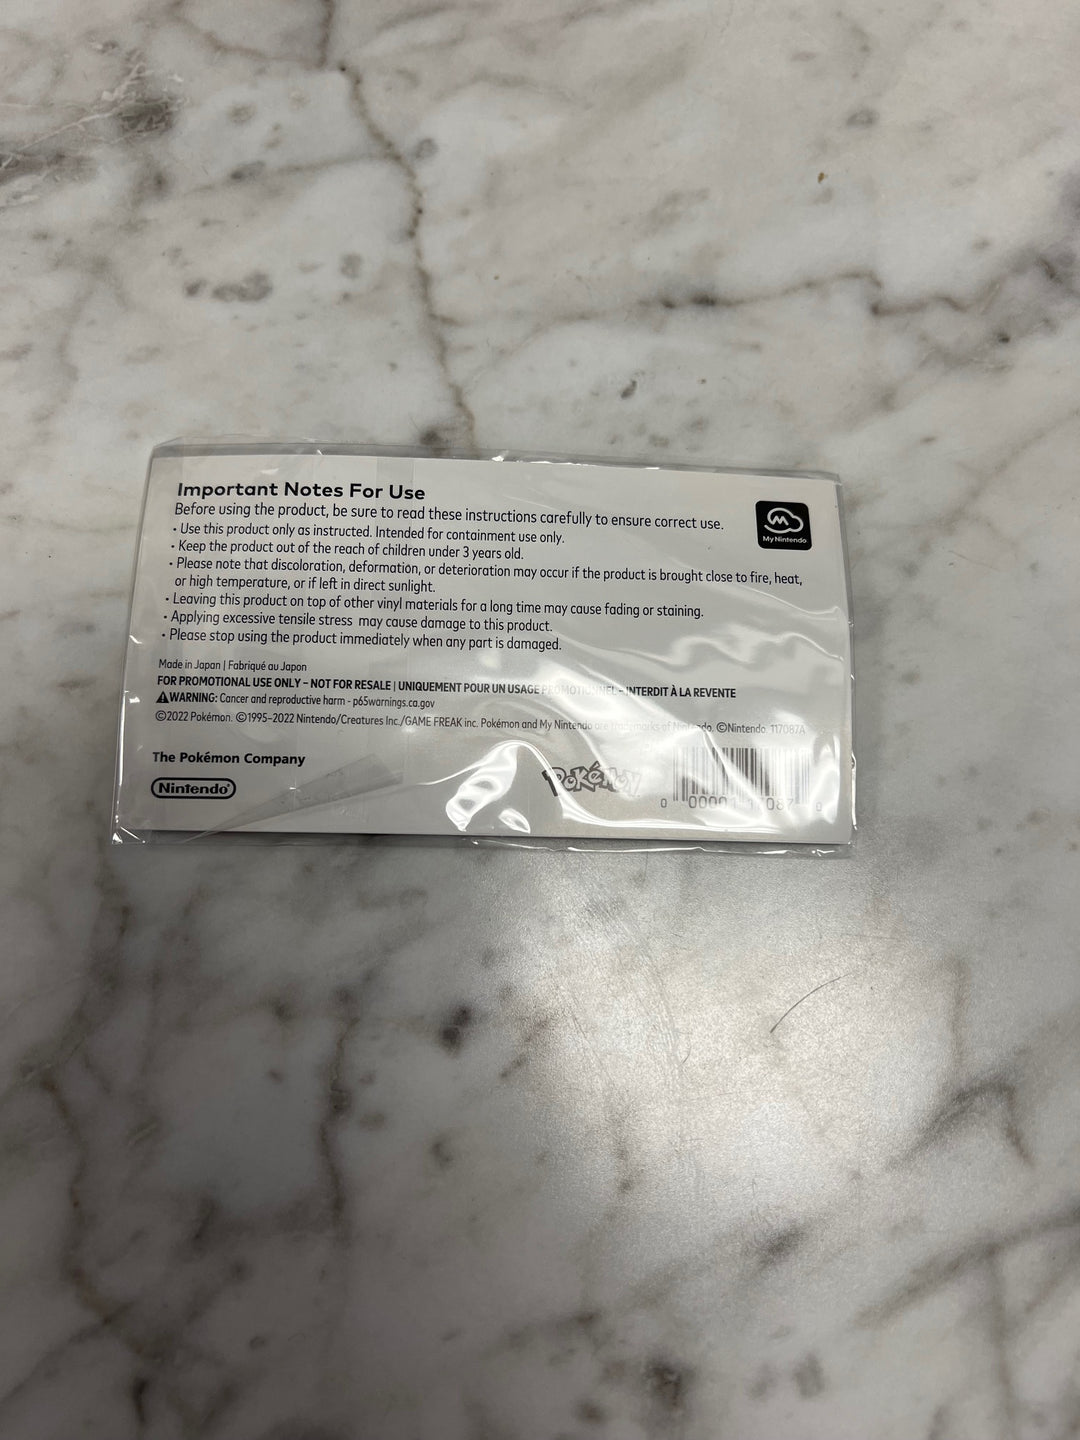 Important Notes For Use
Before using the product, be sure to read these instructions carefully to ensure correct use.
• Use this product only as instructed. Intended for containment use only.
• Keep the product out of the reach of children under 3 years old.
• Please note that discoloration, deformation, or deterioration may occur if the product is brought close to fire, heat,
or high temperature, or if left in direct sunlight.
• Leaving this product on top of other vinyl materials for a long time may cause fading or staining.
• Applying excessive tensile stress may cause damage to this product.
• Please stop using the product immediately when any part is damaged.
My Nintendo
Made in Japan | Fabriqué au Japon
FOR PROMOTIONAL USE ONLY – NOT FOR RESALE | UNIQUEMENT POUR UN USAGE PROMOTIONNEL – INTERDIT À LA REVENTE
⚠WARNING: Cancer and reproductive harm - p65warnings.ca.gov
©2022 Pokémon. ©1995–2022 Nintendo/Creatures Inc./GAME FREAK inc. Pokémon and My Nintendo are trademarks of Nintendo. ©Nintendo. 117087A
The Pokémon Company
Nintendo
POKéMON
0 00001 17087 0